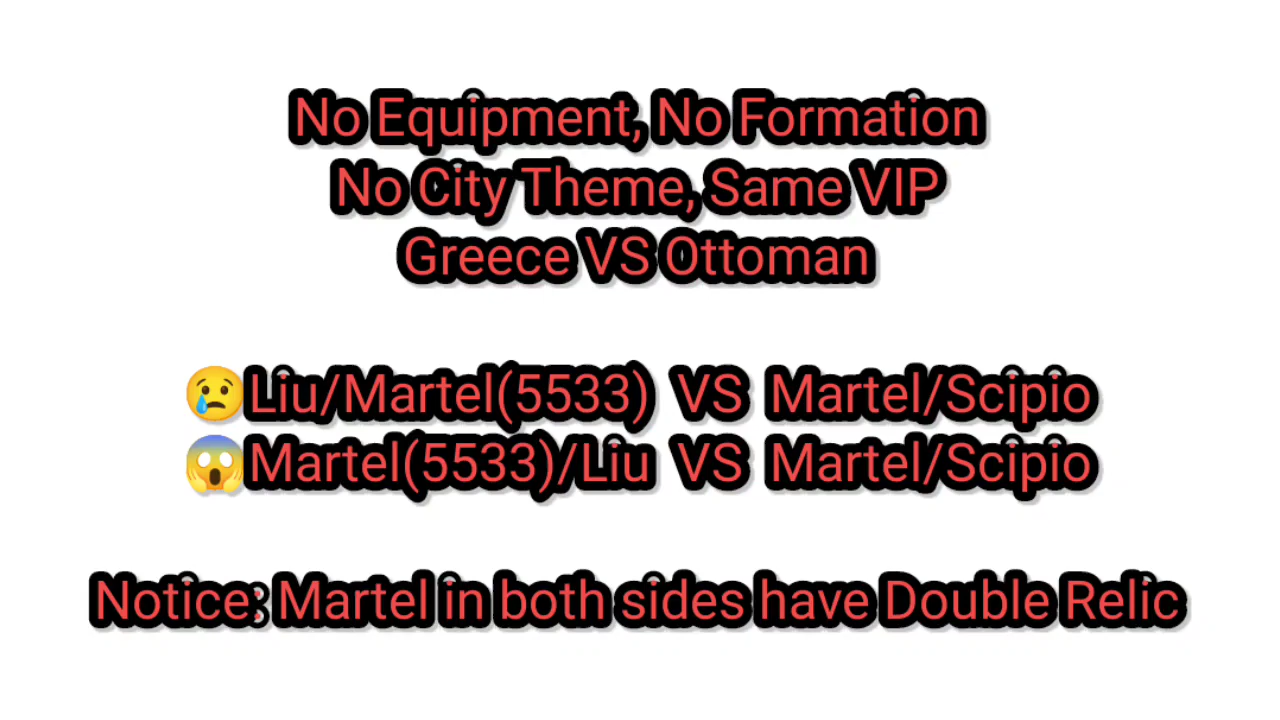 No Equipment, No Formation
No City Theme, Same VIP
Greece VS Ottoman
😢Liu/Martel(5533) VS Martel/Scipio
😱Martel(5533)/Liu VS Martel/Scipio
Notice: Martel in both sides have Double Relic